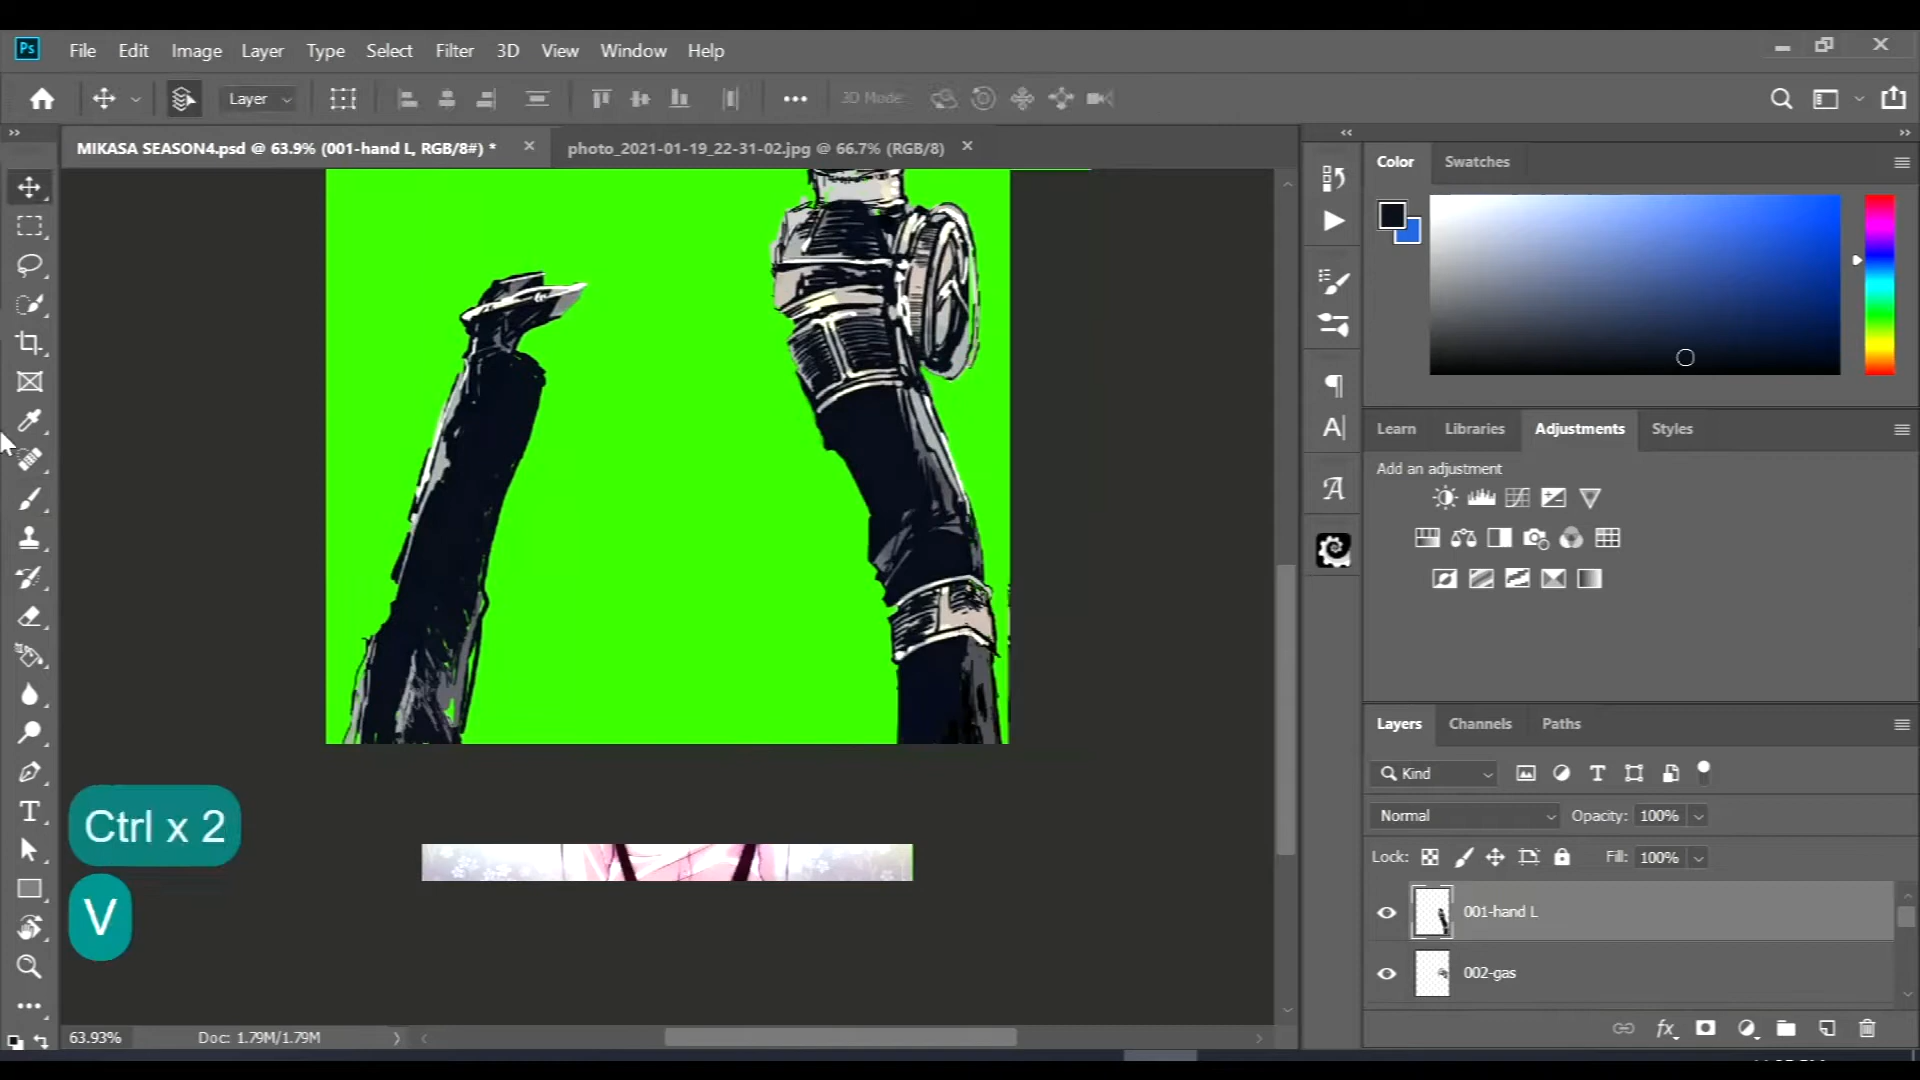 Ps File Edit Image Layer Type Select Filter 3D View Window Help
Layer 3D Mode:
MIKASA SEASON4.psd @ 63.9% (001-hand L, RGB/8#) * × photo_2021-01-19_22-31-02.jpg @ 66.7% (RGB/8) ×
Color Swatches
Learn Libraries Adjustments Styles
Add an adjustment
Layers Channels Paths
Kind
Normal Opacity: 100%
Lock: Fill: 100%
001-hand L
002-gas
Ctrl x 2
V
63.93% Doc: 1.79M/1.79M